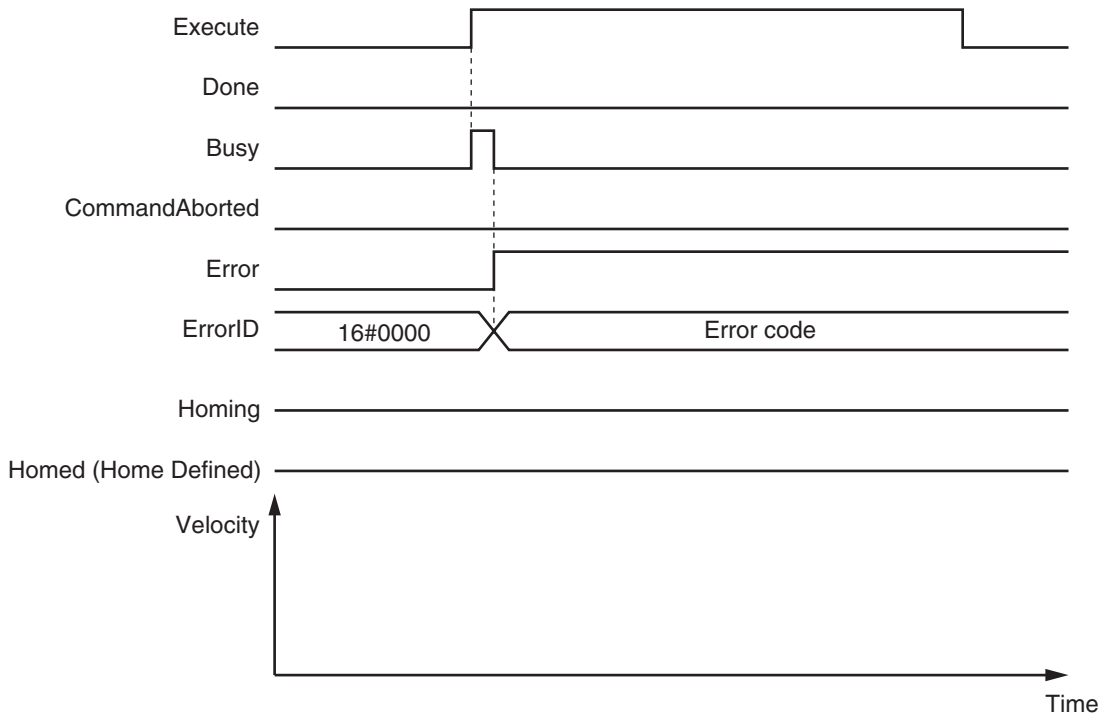 Execute
Done
Busy
CommandAborted
Error
ErrorID
16#0000
Error code
Homing
Homed (Home Defined)
Velocity
Time